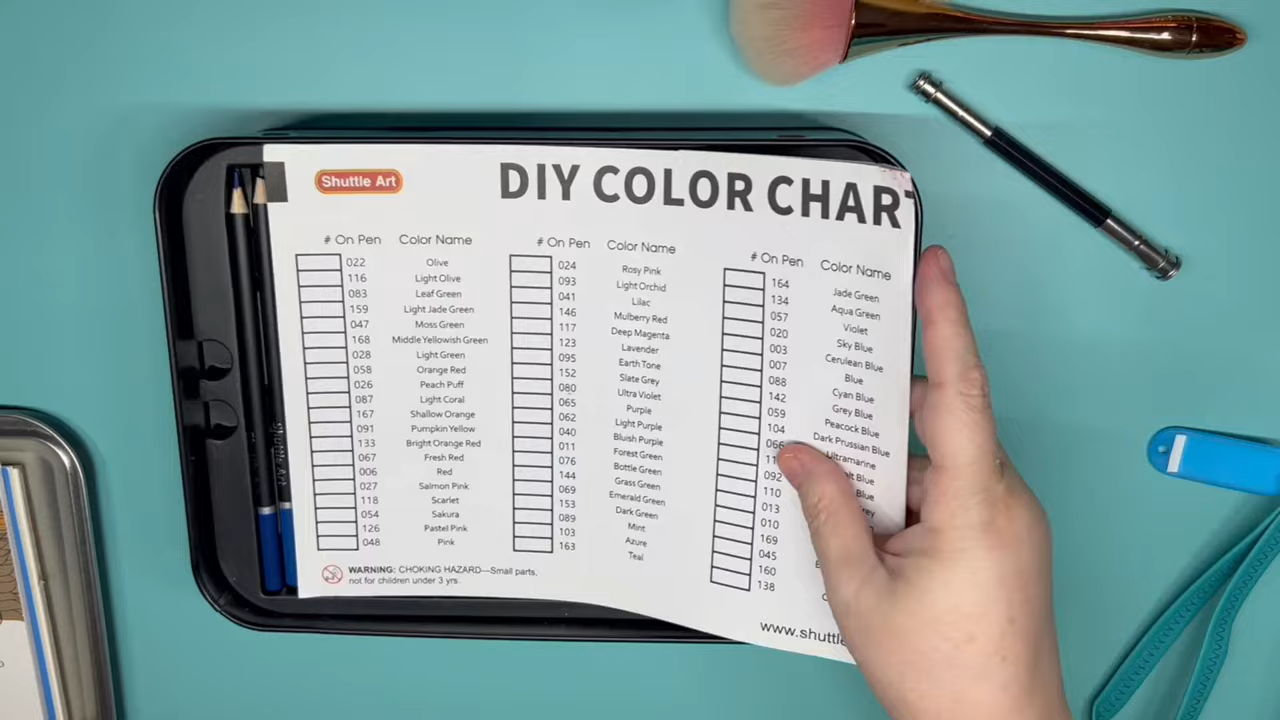 Shuttle Art
DIY COLOR CHAR
# On Pen Color Name
022 Olive
116 Light Olive
083 Leaf Green
159 Light Jade Green
047 Moss Green
168 Middle Yellowish Green
028 Light Green
058 Orange Red
026 Peach Puff
087 Light Coral
167 Shallow Orange
091 Pumpkin Yellow
133 Bright Orange Red
067 Fresh Red
006 Red
027 Salmon Pink
118 Scarlet
054 Sakura
126 Pastel Pink
048 Pink
# On Pen Color Name
024 Rosy Pink
093 Light Orchid
041 Lilac
146 Mulberry Red
117 Deep Magenta
123 Lavender
095 Earth Tone
152 Slate Grey
080 Ultra Violet
065 Purple
062 Light Purple
040 Bluish Purple
011 Forest Green
076 Bottle Green
144 Grass Green
069 Emerald Green
153 Dark Green
089 Mint
103 Azure
163 Teal
# On Pen Color Name
164 Jade Green
134 Aqua Green
057 Violet
020 Sky Blue
003 Cerulean Blue
007 Blue
088 Cyan Blue
142 Grey Blue
059 Peacock Blue
104 Dark Prussian Blue
066 Ultramarine
Blue
092 Blue
110
013
010
169
045
160
138
WARNING: CHOKING HAZARD—Small parts,
not for children under 3 yrs.
www.shuttle
Shuttle Art